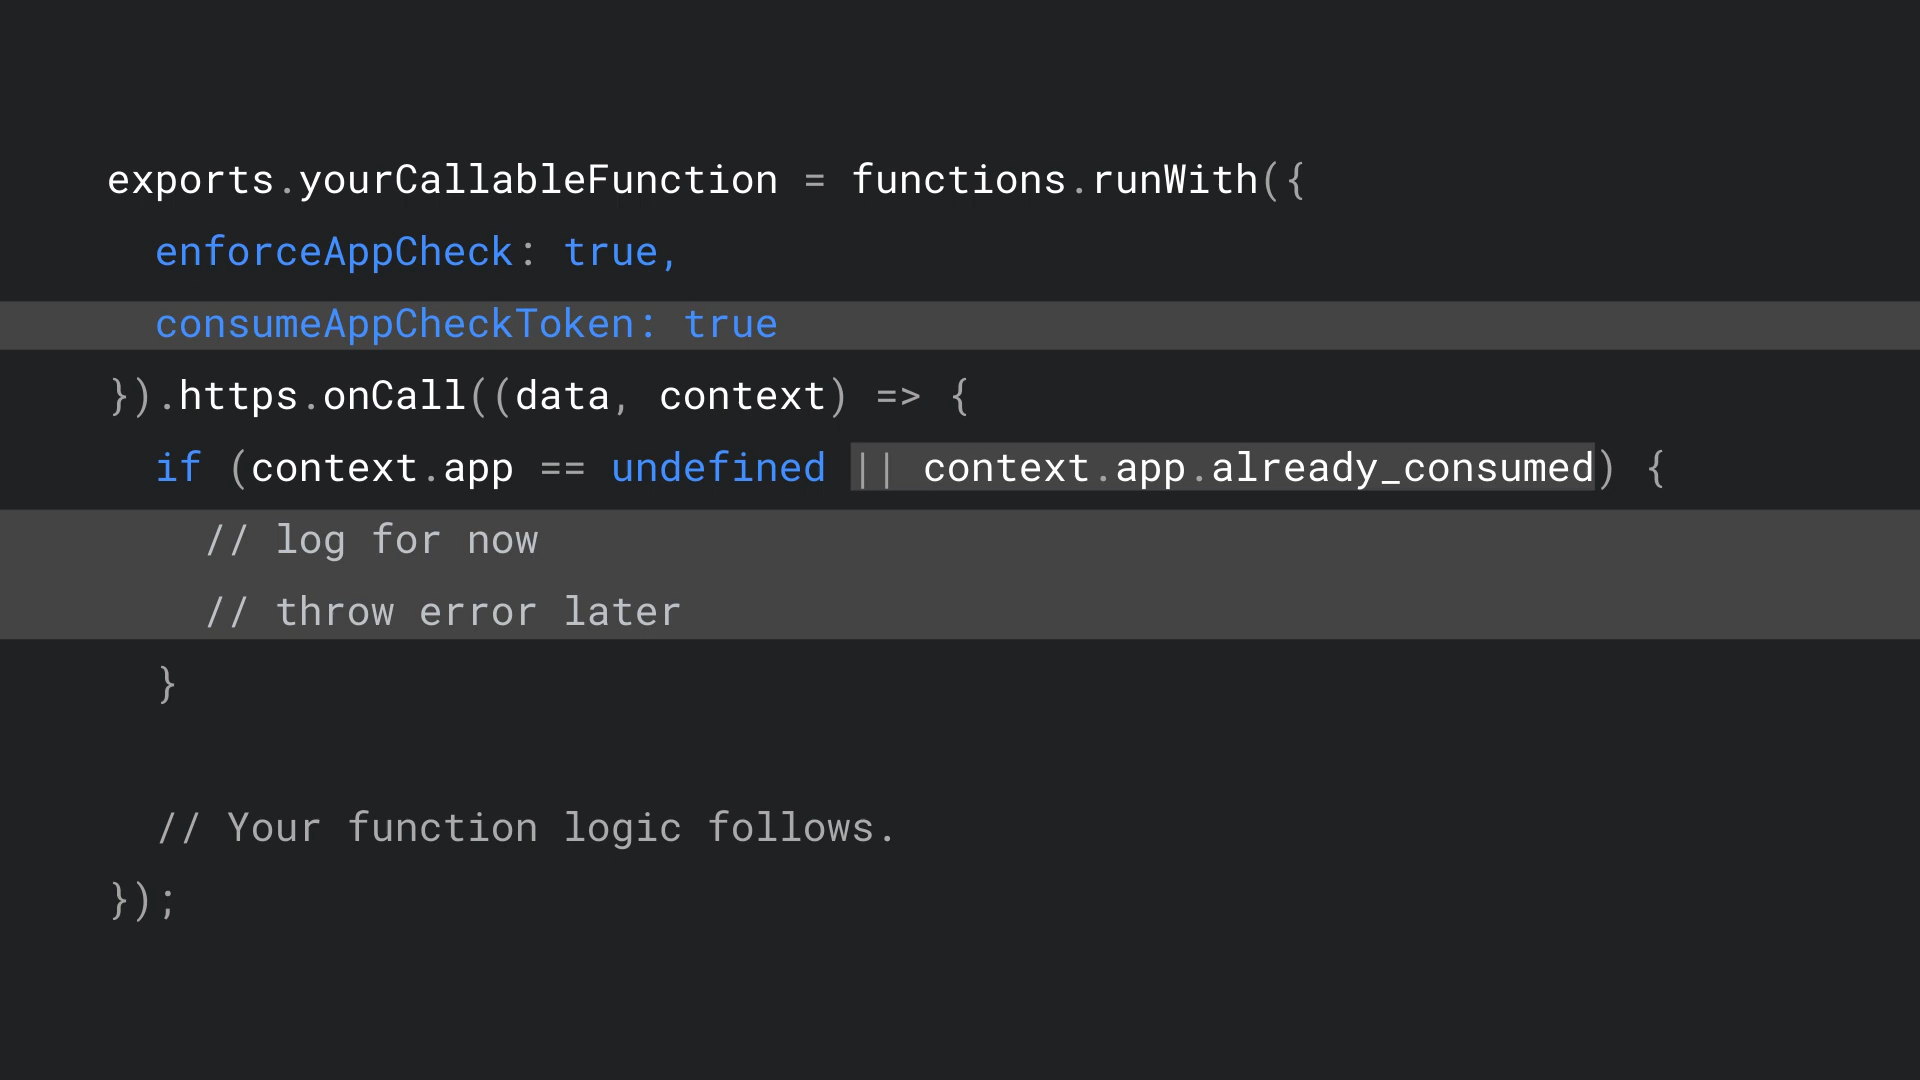 exports.yourCallableFunction = functions.runWith({
  enforceAppCheck: true,
  consumeAppCheckToken: true
}).https.onCall((data, context) => {
  if (context.app == undefined || context.app.already_consumed) {
    // log for now
    // throw error later
  }

  // Your function logic follows.
});